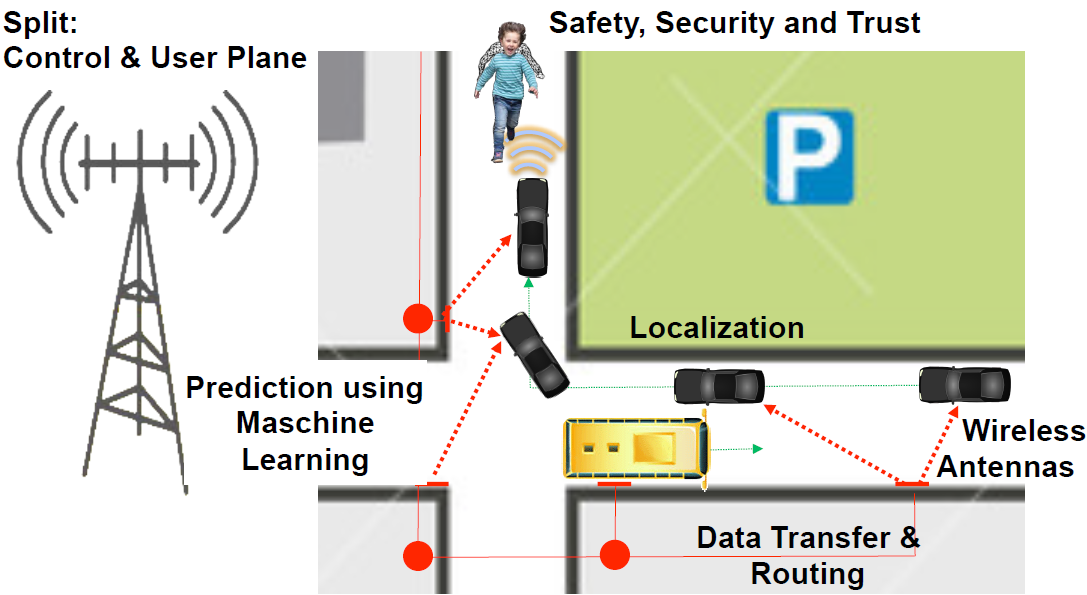 Split:
Control & User Plane
Safety, Security and Trust
P
Localization
Prediction using
Maschine
Learning
Wireless
Antennas
Data Transfer &
Routing